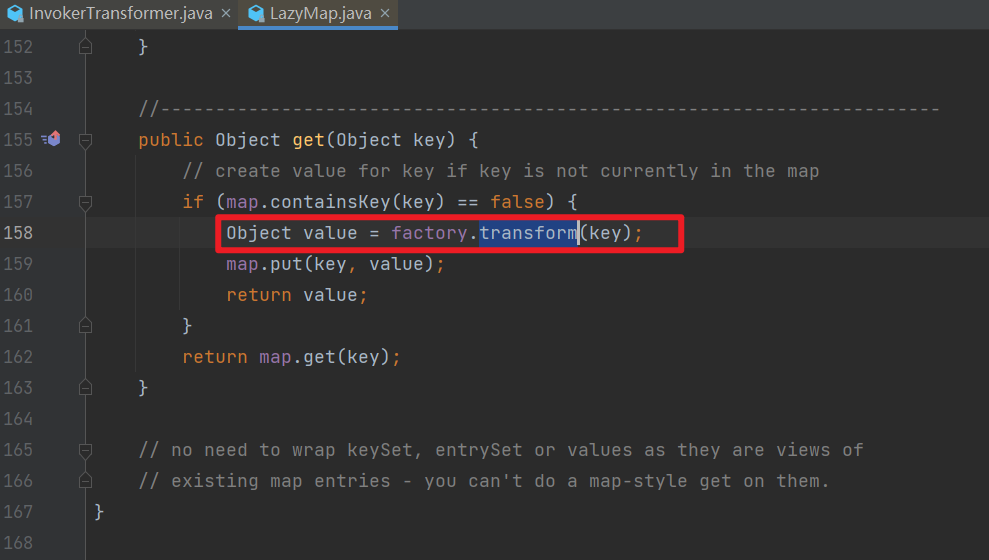 InvokerTransformer.java × LazyMap.java ×
152 }
153
154 //-----------------------------------------------------------------------
155 public Object get(Object key) {
156 // create value for key if key is not currently in the map
157 if (map.containsKey(key) == false) {
158 Object value = factory.transform(key);
159 map.put(key, value);
160 return value;
161 }
162 return map.get(key);
163 }
164
165 // no need to wrap keySet, entrySet or values as they are views of
166 // existing map entries - you can't do a map-style get on them.
167 }
168